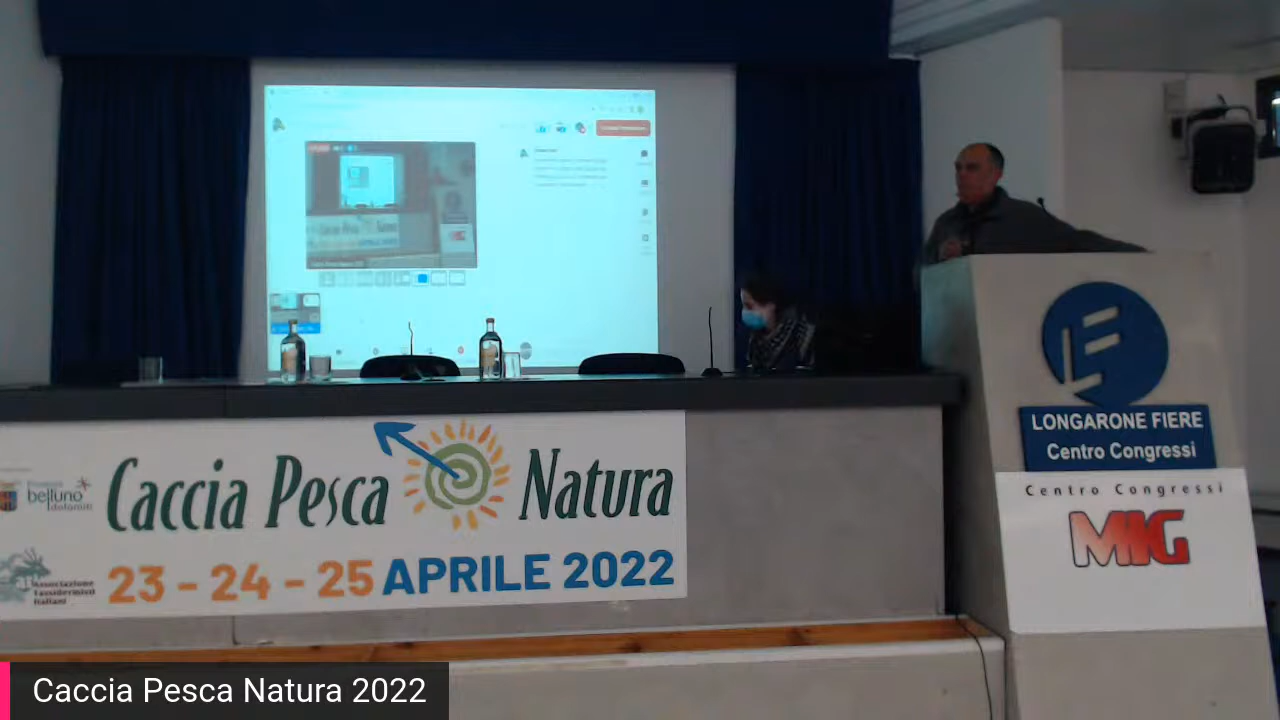 LONGARONE FIERE
Centro Congressi
Centro Congressi
MIG
Caccia Pesca Natura
belluno
dolomiti
23 - 24 - 25 APRILE 2022
Associazione
Tassidermisti
Italiani
Caccia Pesca Natura 2022